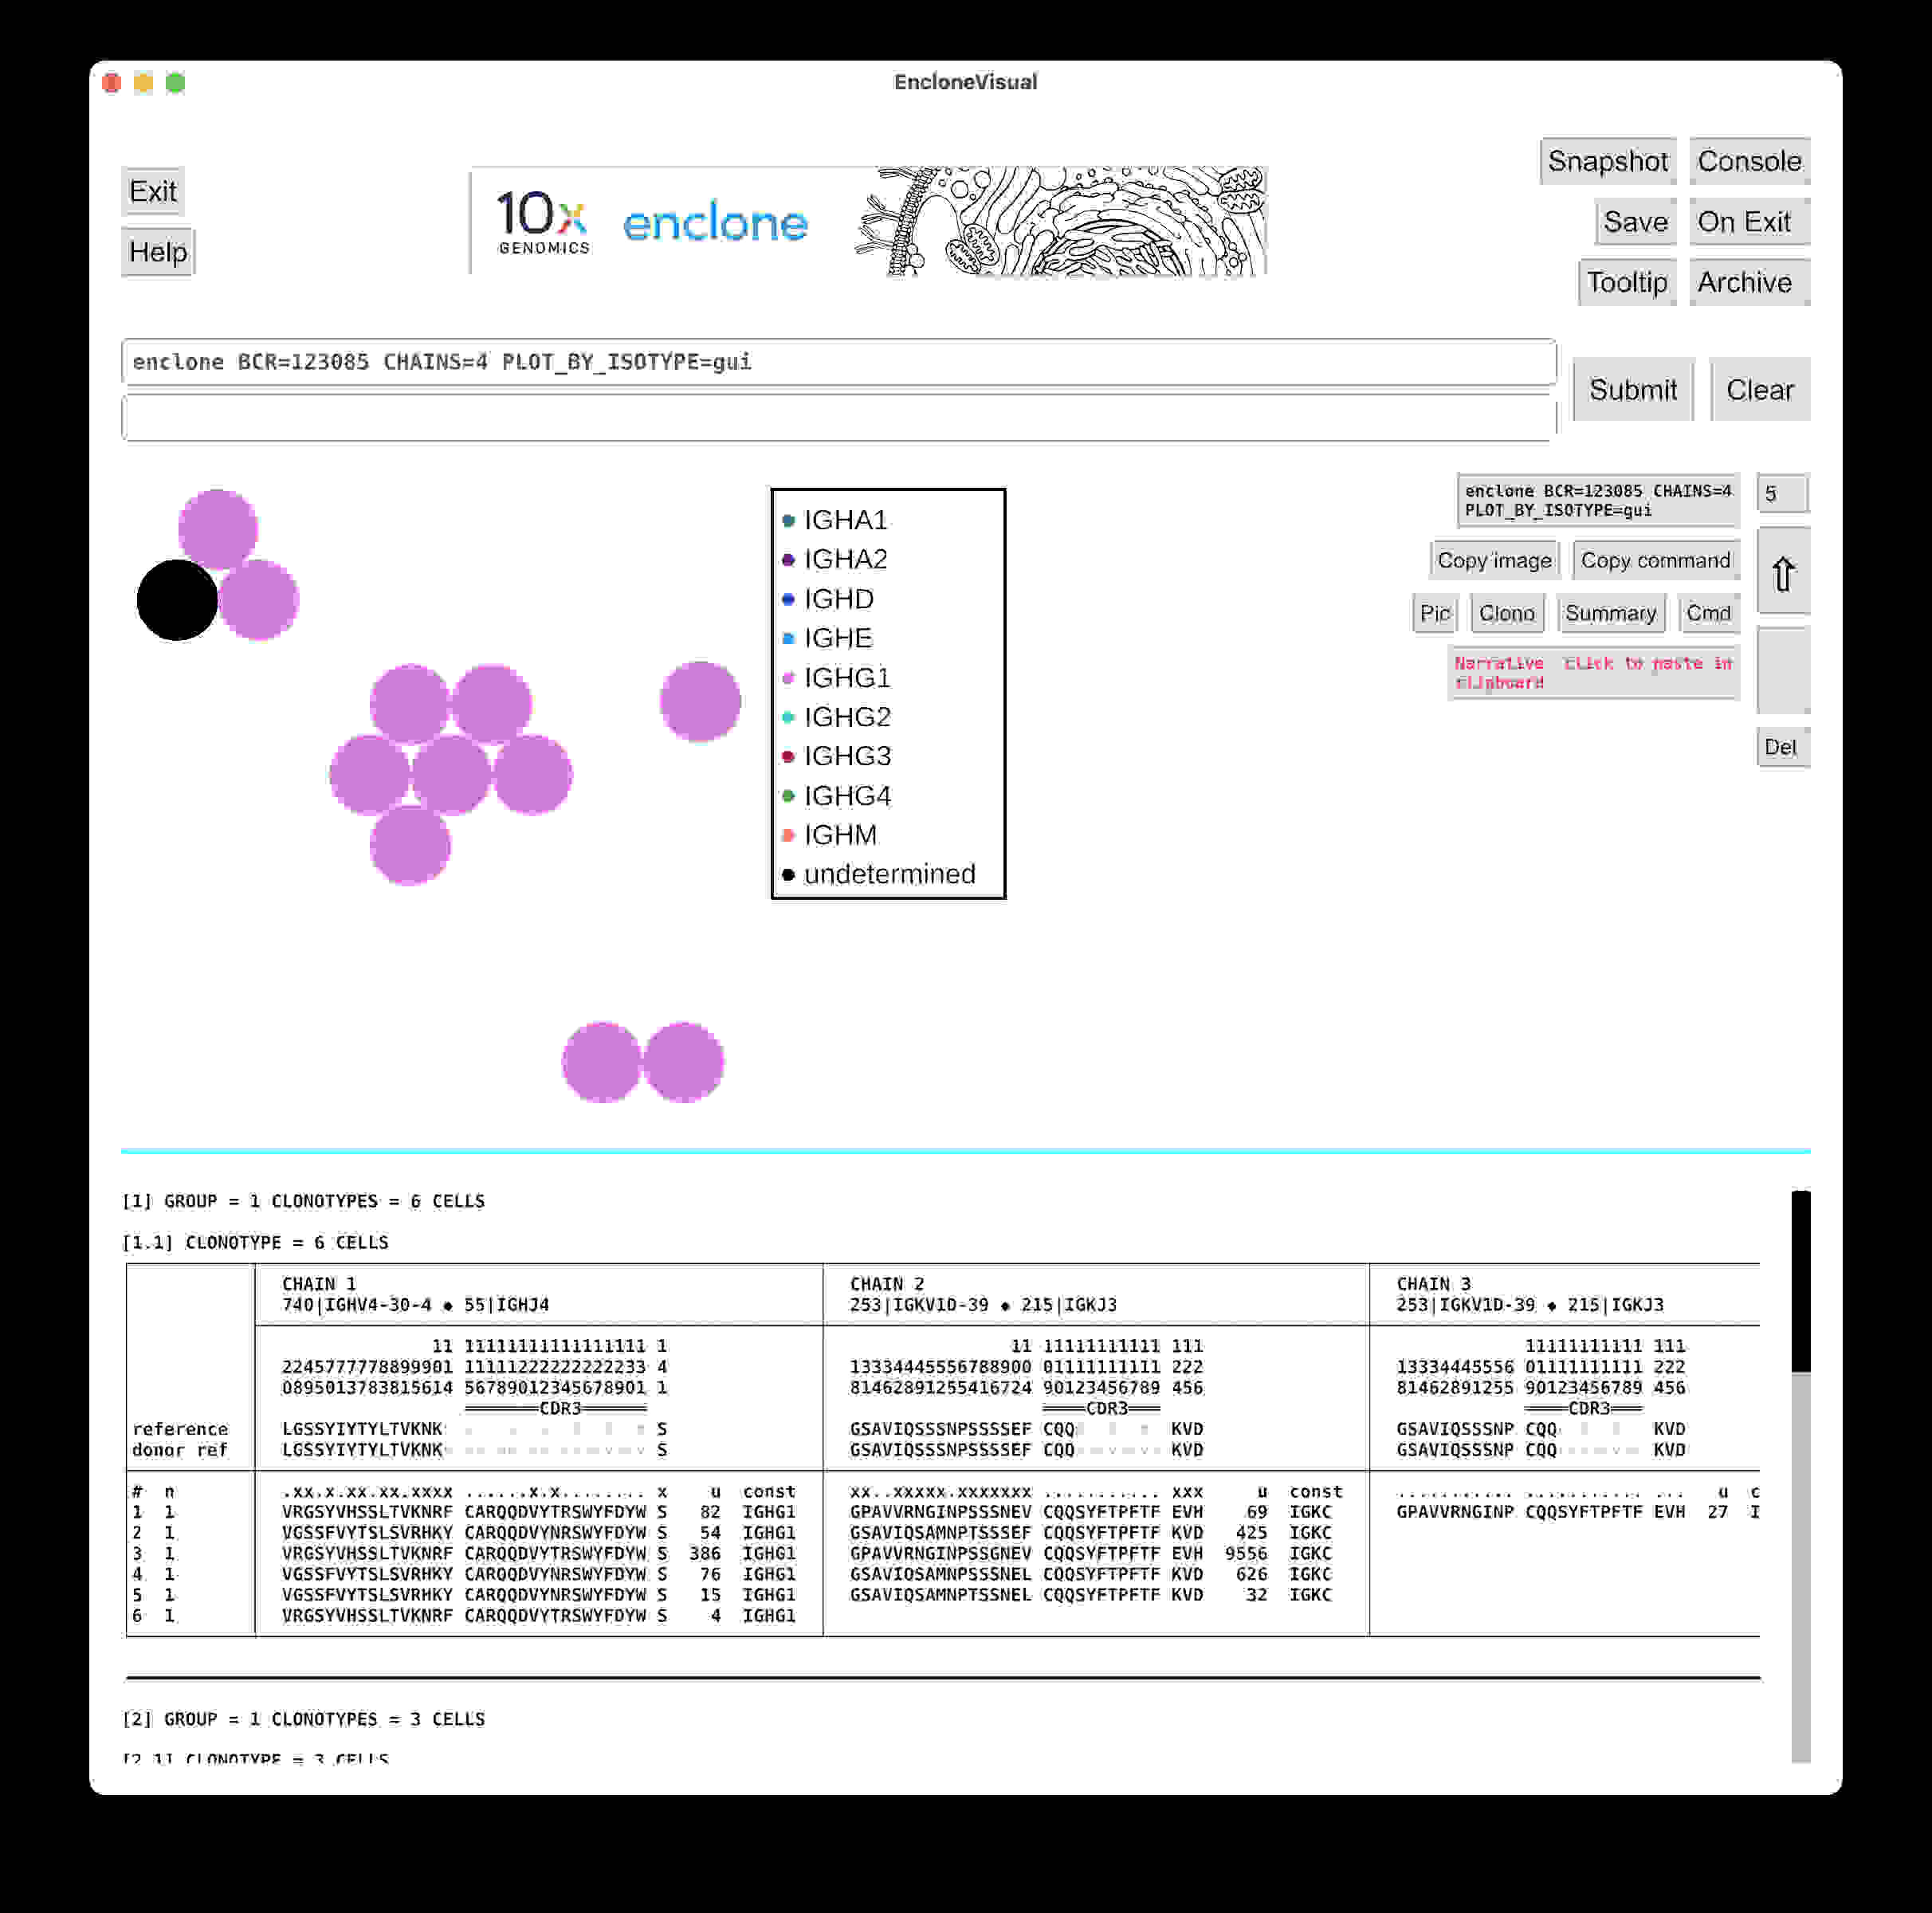 EncloneVisual
Exit
Help
10x
GENOMICS
enclone
Snapshot Console
Save On Exit
Tooltip Archive
enclone BCR=123085 CHAINS=4 PLOT_BY_ISOTYPE=gui
Submit Clear
IGHA1
IGHA2
IGHD
IGHE
IGHG1
IGHG2
IGHG3
IGHG4
IGHM
undetermined
enclone BCR=123085 CHAINS=4
PLOT_BY_ISOTYPE=gui
5
Copy image Copy command
⇧
Pic Clono Summary Cmd
Narrative Click to paste in
clipboard
Del
[1] GROUP = 1 CLONOTYPES = 6 CELLS
[1.1] CLONOTYPE = 6 CELLS
CHAIN 1 CHAIN 2 CHAIN 3
740|IGHV4-30-4 ◆ 55|IGHJ4 253|IGKV1D-39 ◆ 215|IGKJ3 253|IGKV1D-39 ◆ 215|IGKJ3
11 11111111111111111 1 11 11111111111 111 11111111111 111
2245777778899901 11111222222222233 4 13334445556788900 01111111111 222 13334445556 01111111111 222
0895013783815614 56789012345678901 1 81462891255416724 90123456789 456 81462891255 90123456789 456
CDR3 CDR3 CDR3
reference LGSSYIYTYLTVKNK S GSAVIQSSSNPSSSSEF CQQ KVD GSAVIQSSSNP CQQ KVD
donor ref LGSSYIYTYLTVKNK S GSAVIQSSSNPSSSSEF CQQ KVD GSAVIQSSSNP CQQ KVD
# n .xx.x.xx.xx.xxxx ......x.x........ x u const xx..xxxxx.xxxxxxx ........... xxx u const ........... ........... ... u c
1 1 VRGSYVHSSLTVKNRF CARQQDVYTRSWYFDYW S 82 IGHG1 GPAVVRNGINPSSSNEV CQQSYFTPFTF EVH 69 IGKC GPAVVRNGINP CQQSYFTPFTF EVH 27 I
2 1 VGSSFVYTSLSVRHKY CARQQNVYNRSWYFDYW S 54 IGHG1 GSAVIQSAMNPTSSSEF CQQSYFTPFTF KVD 425 IGKC
3 1 VRGSYVHSSLTVKNRF CARQQDVYTRSWYFDYW S 386 IGHG1 GPAVVRNGINPSSGNEV CQQSYFTPFTF EVH 9556 IGKC
4 1 VGSSFVYTSLSVRHKY CARQQDVYNRSWYFDYW S 76 IGHG1 GSAVIQSAMNPTSSNEL CQQSYFTPFTF KVD 626 IGKC
5 1 VGSSFVYTSLSVRHKY CARQQDVYNRSWYFDYW S 15 IGHG1 GSAVIQSAMNPTSSNEL CQQSYFTPFTF KVD 32 IGKC
6 1 VRGSYVHSSLTVKNRF CARQQDVYTRSWYFDYW S 4 IGHG1
[2] GROUP = 1 CLONOTYPES = 3 CELLS
[2.1] CLONOTYPE = 3 CELLS